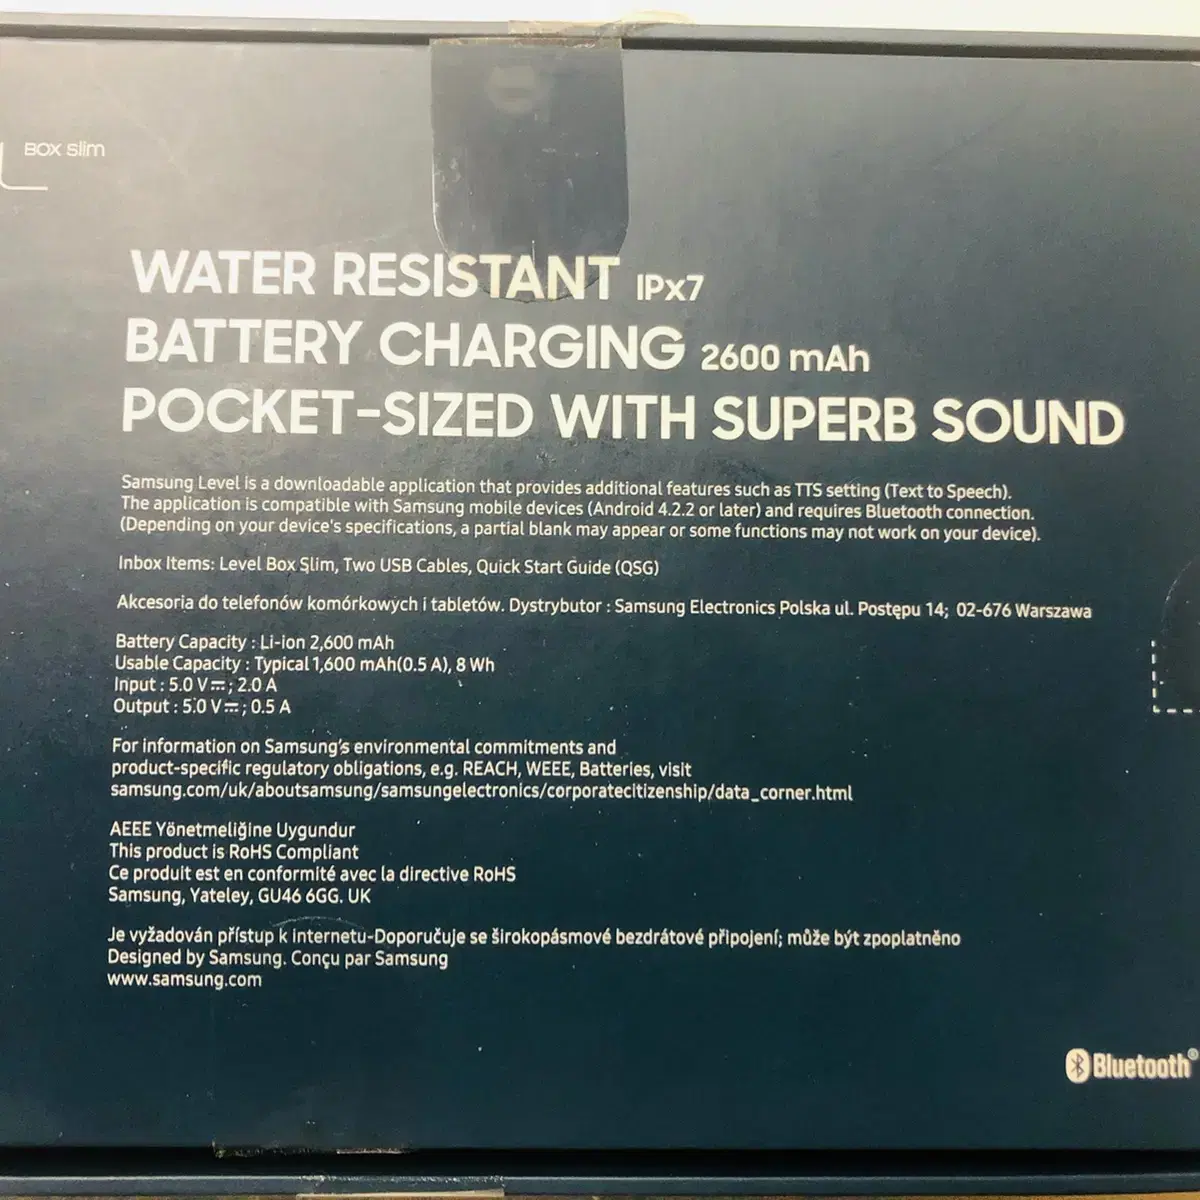 BOX Slim
WATER RESISTANT IPx7
BATTERY CHARGING 2600 mAh
POCKET-SIZED WITH SUPERB SOUND
Samsung Level is a downloadable application that provides additional features such as TTS setting (Text to Speech).
The application is compatible with Samsung mobile devices (Android 4.2.2 or later) and requires Bluetooth connection.
(Depending on your device's specifications, a partial blank may appear or some functions may not work on your device).
Inbox Items: Level Box Slim, Two USB Cables, Quick Start Guide (QSG)
Akcesoria do telefonów komórkowych i tabletów. Dystrybutor : Samsung Electronics Polska ul. Postępu 14; 02-676 Warszawa
Battery Capacity : Li-ion 2,600 mAh
Usable Capacity : Typical 1,600 mAh(0.5 A), 8 Wh
Input : 5.0 V⎓; 2.0 A
Output : 5.0 V⎓; 0.5 A
For information on Samsung's environmental commitments and
product-specific regulatory obligations, e.g. REACH, WEEE, Batteries, visit
samsung.com/uk/aboutsamsung/samsungelectronics/corporatecitizenship/data_corner.html
AEEE Yönetmeliğine Uygundur
This product is RoHS Compliant
Ce produit est en conformité avec la directive RoHS
Samsung, Yateley, GU46 6GG. UK
Je vyžadován přístup k internetu-Doporučuje se širokopásmové bezdrátové připojení; může být zpoplatněno
Designed by Samsung. Conçu par Samsung
www.samsung.com
Bluetooth®